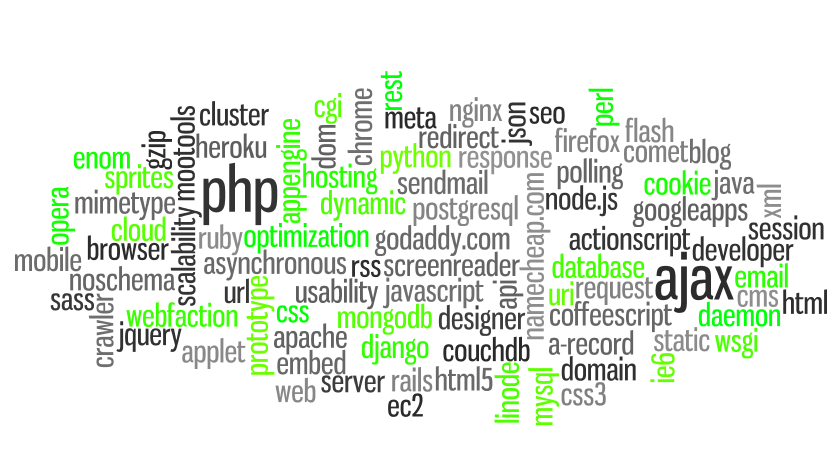 rest
cgi
chrome
cluster
meta
nginx
json
seo
perl
gzip
mootools
heroku
appengine
dom
redirect
firefox
flash
enom
python
response
comet
blog
sprites
php
hosting
sendmail
polling
cookie
java
xml
opera
mimetype
scalability
dynamic
postgresql
namecheap.com
node.js
googleapps
cloud
ruby
optimization
godaddy.com
actionscript
session
browser
developer
mobile
asynchronous
rss
screenreader
database
ajax
email
noschema
sass
url
usability
javascript
api
uri
request
cms
html
crawler
webfaction
prototype
css
mongodb
designer
coffeescript
daemon
jquery
applet
apache
django
couchdb
a-record
static
wsgi
embed
domain
ie6
web
server
rails
html5
linode
mysql
css3
ec2